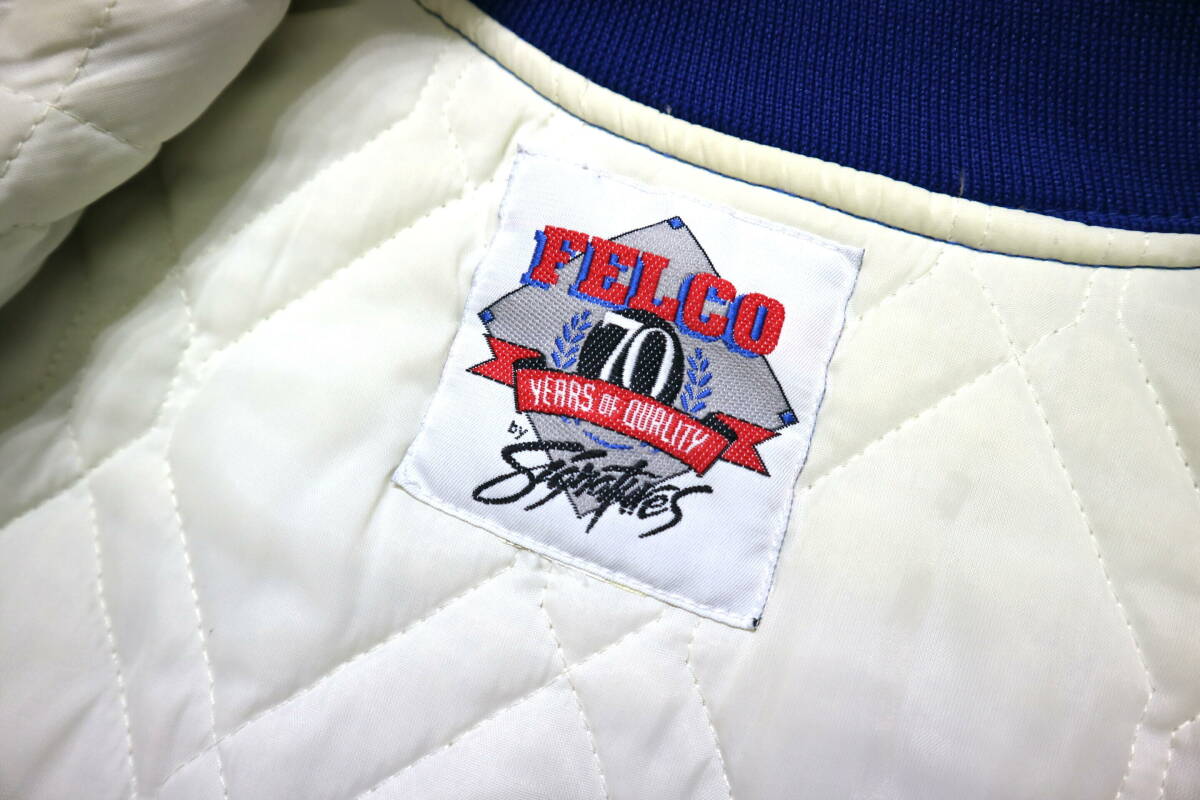 FELCO
70
YEARS OF QUALITY
by
Signatures